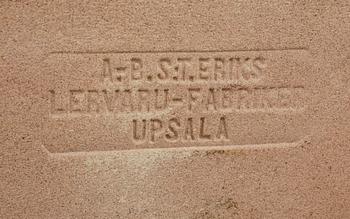 A.-B. S:T. ERIKS
LERVARU-FABRIKER
UPSALA